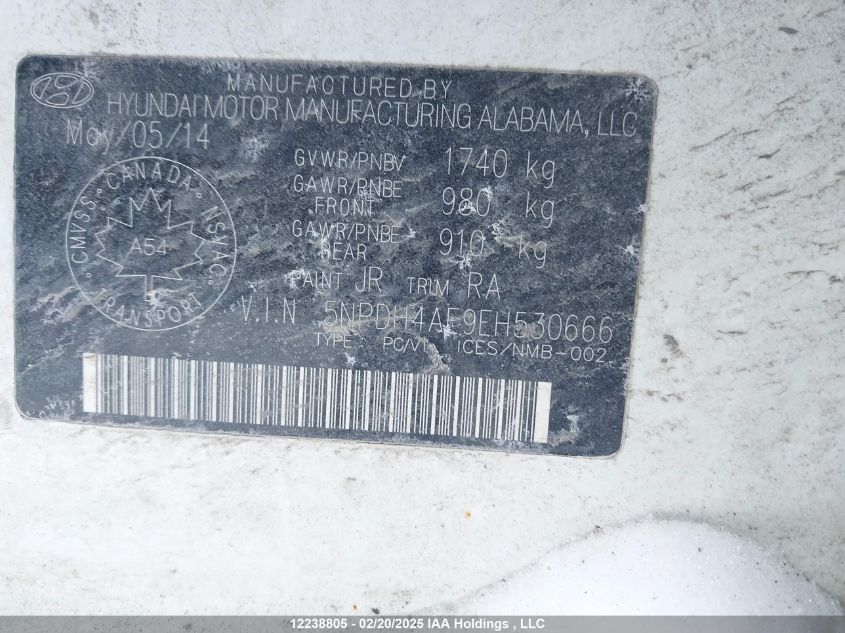 MANUFACTURED BY
HYUNDAI MOTOR MANUFACTURING ALABAMA, LLC
May/05/14
GVWR/PNBV 1740 kg
GAWR/PNBE FRONT 980 kg
GAWR/PNBE REAR 910 kg
CMVSS CANADA NSVAC
A54
TRANSPORT
PAINT JR TRIM RA
V.I.N 5NPDH4AE9EH530666
TYPE PC/V ICES/NMB-002
12238805 - 02/20/2025 IAA Holdings , LLC